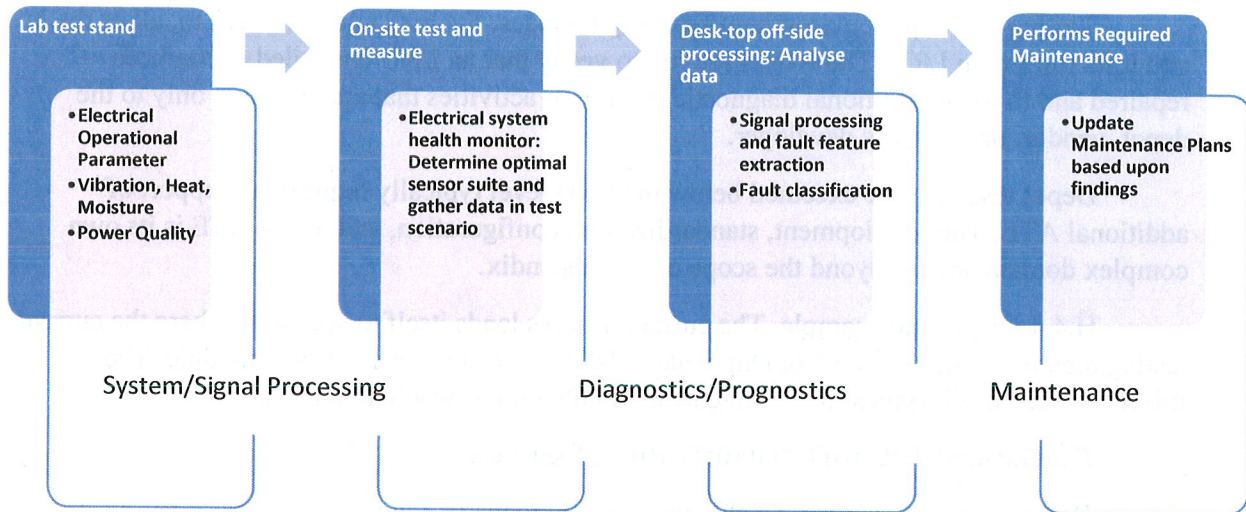 Lab test stand
• Electrical
Operational
Parameter
• Vibration, Heat,
Moisture
• Power Quality
On-site test and
measure
• Electrical system
health monitor:
Determine optimal
sensor suite and
gather data in test
scenario
Desk-top off-side
processing: Analyse
data
• Signal processing
and fault feature
extraction
• Fault classification
Performs Required
Maintenance
• Update
Maintenance Plans
based upon
findings
System/Signal Processing
Diagnostics/Prognostics
Maintenance